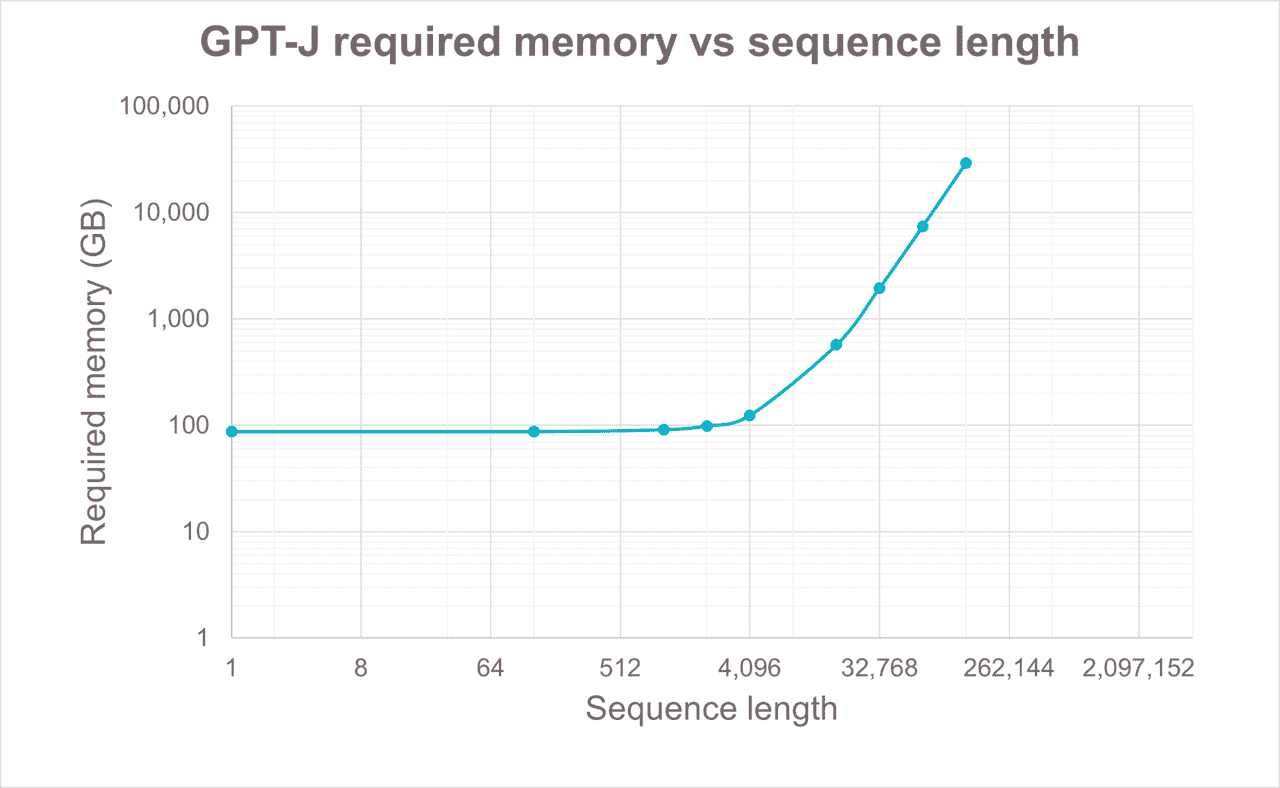 GPT-J required memory vs sequence length
100,000
10,000
1,000
100
10
1
Required memory (GB)
1 8 64 512 4,096 32,768 262,144 2,097,152
Sequence length